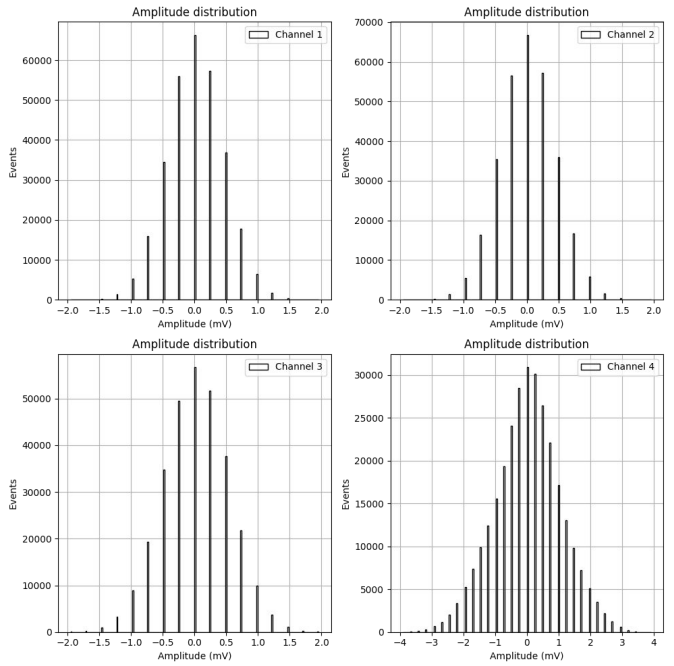 Amplitude distribution
Channel 1
60000
50000
40000
30000
20000
10000
0
Events
−2.0 −1.5 −1.0 −0.5 0.0 0.5 1.0 1.5 2.0
Amplitude (mV)
Amplitude distribution
Channel 2
70000
60000
50000
40000
30000
20000
10000
0
Events
−2.0 −1.5 −1.0 −0.5 0.0 0.5 1.0 1.5 2.0
Amplitude (mV)
Amplitude distribution
Channel 3
50000
40000
30000
20000
10000
0
Events
−2.0 −1.5 −1.0 −0.5 0.0 0.5 1.0 1.5 2.0
Amplitude (mV)
Amplitude distribution
Channel 4
30000
25000
20000
15000
10000
5000
0
Events
−4 −3 −2 −1 0 1 2 3 4
Amplitude (mV)